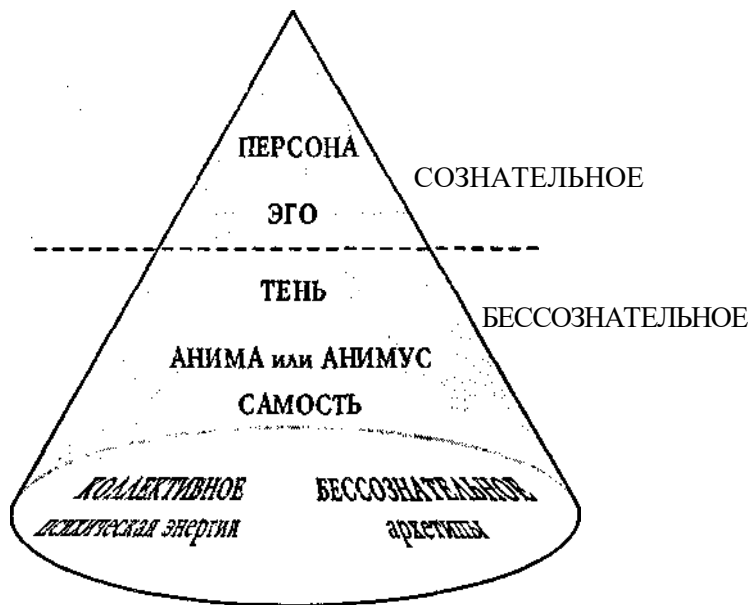 ПЕРСОНА
СОЗНАТЕЛЬНОЕ
ЭГО
ТЕНЬ
БЕССОЗНАТЕЛЬНОЕ
АНИМА или АНИМУС
САМОСТЬ
КОЛЛЕКТИВНОЕ БЕССОЗНАТЕЛЬНОЕ
психическая энергия архетипы